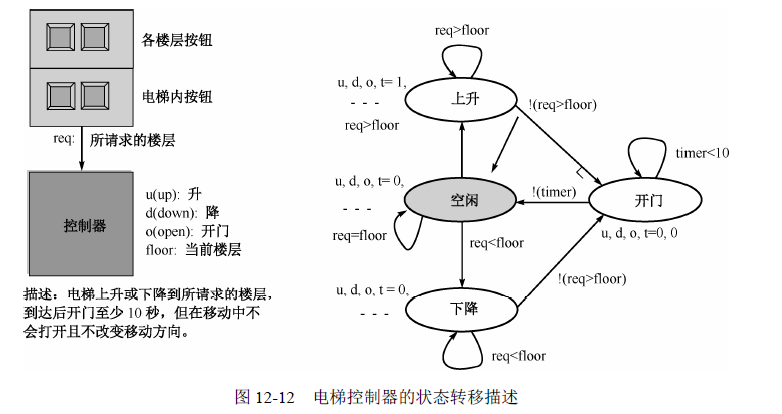 各楼层按钮
电梯内按钮
req: 所请求的楼层
控制器
u(up): 升
d(down): 降
o(open): 开门
floor: 当前楼层
描述：电梯上升或下降到所请求的楼层，
到达后开门至少 10 秒，但在移动中不
会打开且不改变移动方向。
req>floor
u, d, o, t= 1,
- - -
上升
req>floor
!(req>floor)
timer<10
u, d, o, t= 0,
- - -
空闲
!(timer)
开门
req=floor
req<floor
u, d, o, t=0, 0
!(req>floor)
u, d, o, t = 0,
- - -
下降
req<floor
图 12-12 电梯控制器的状态转移描述